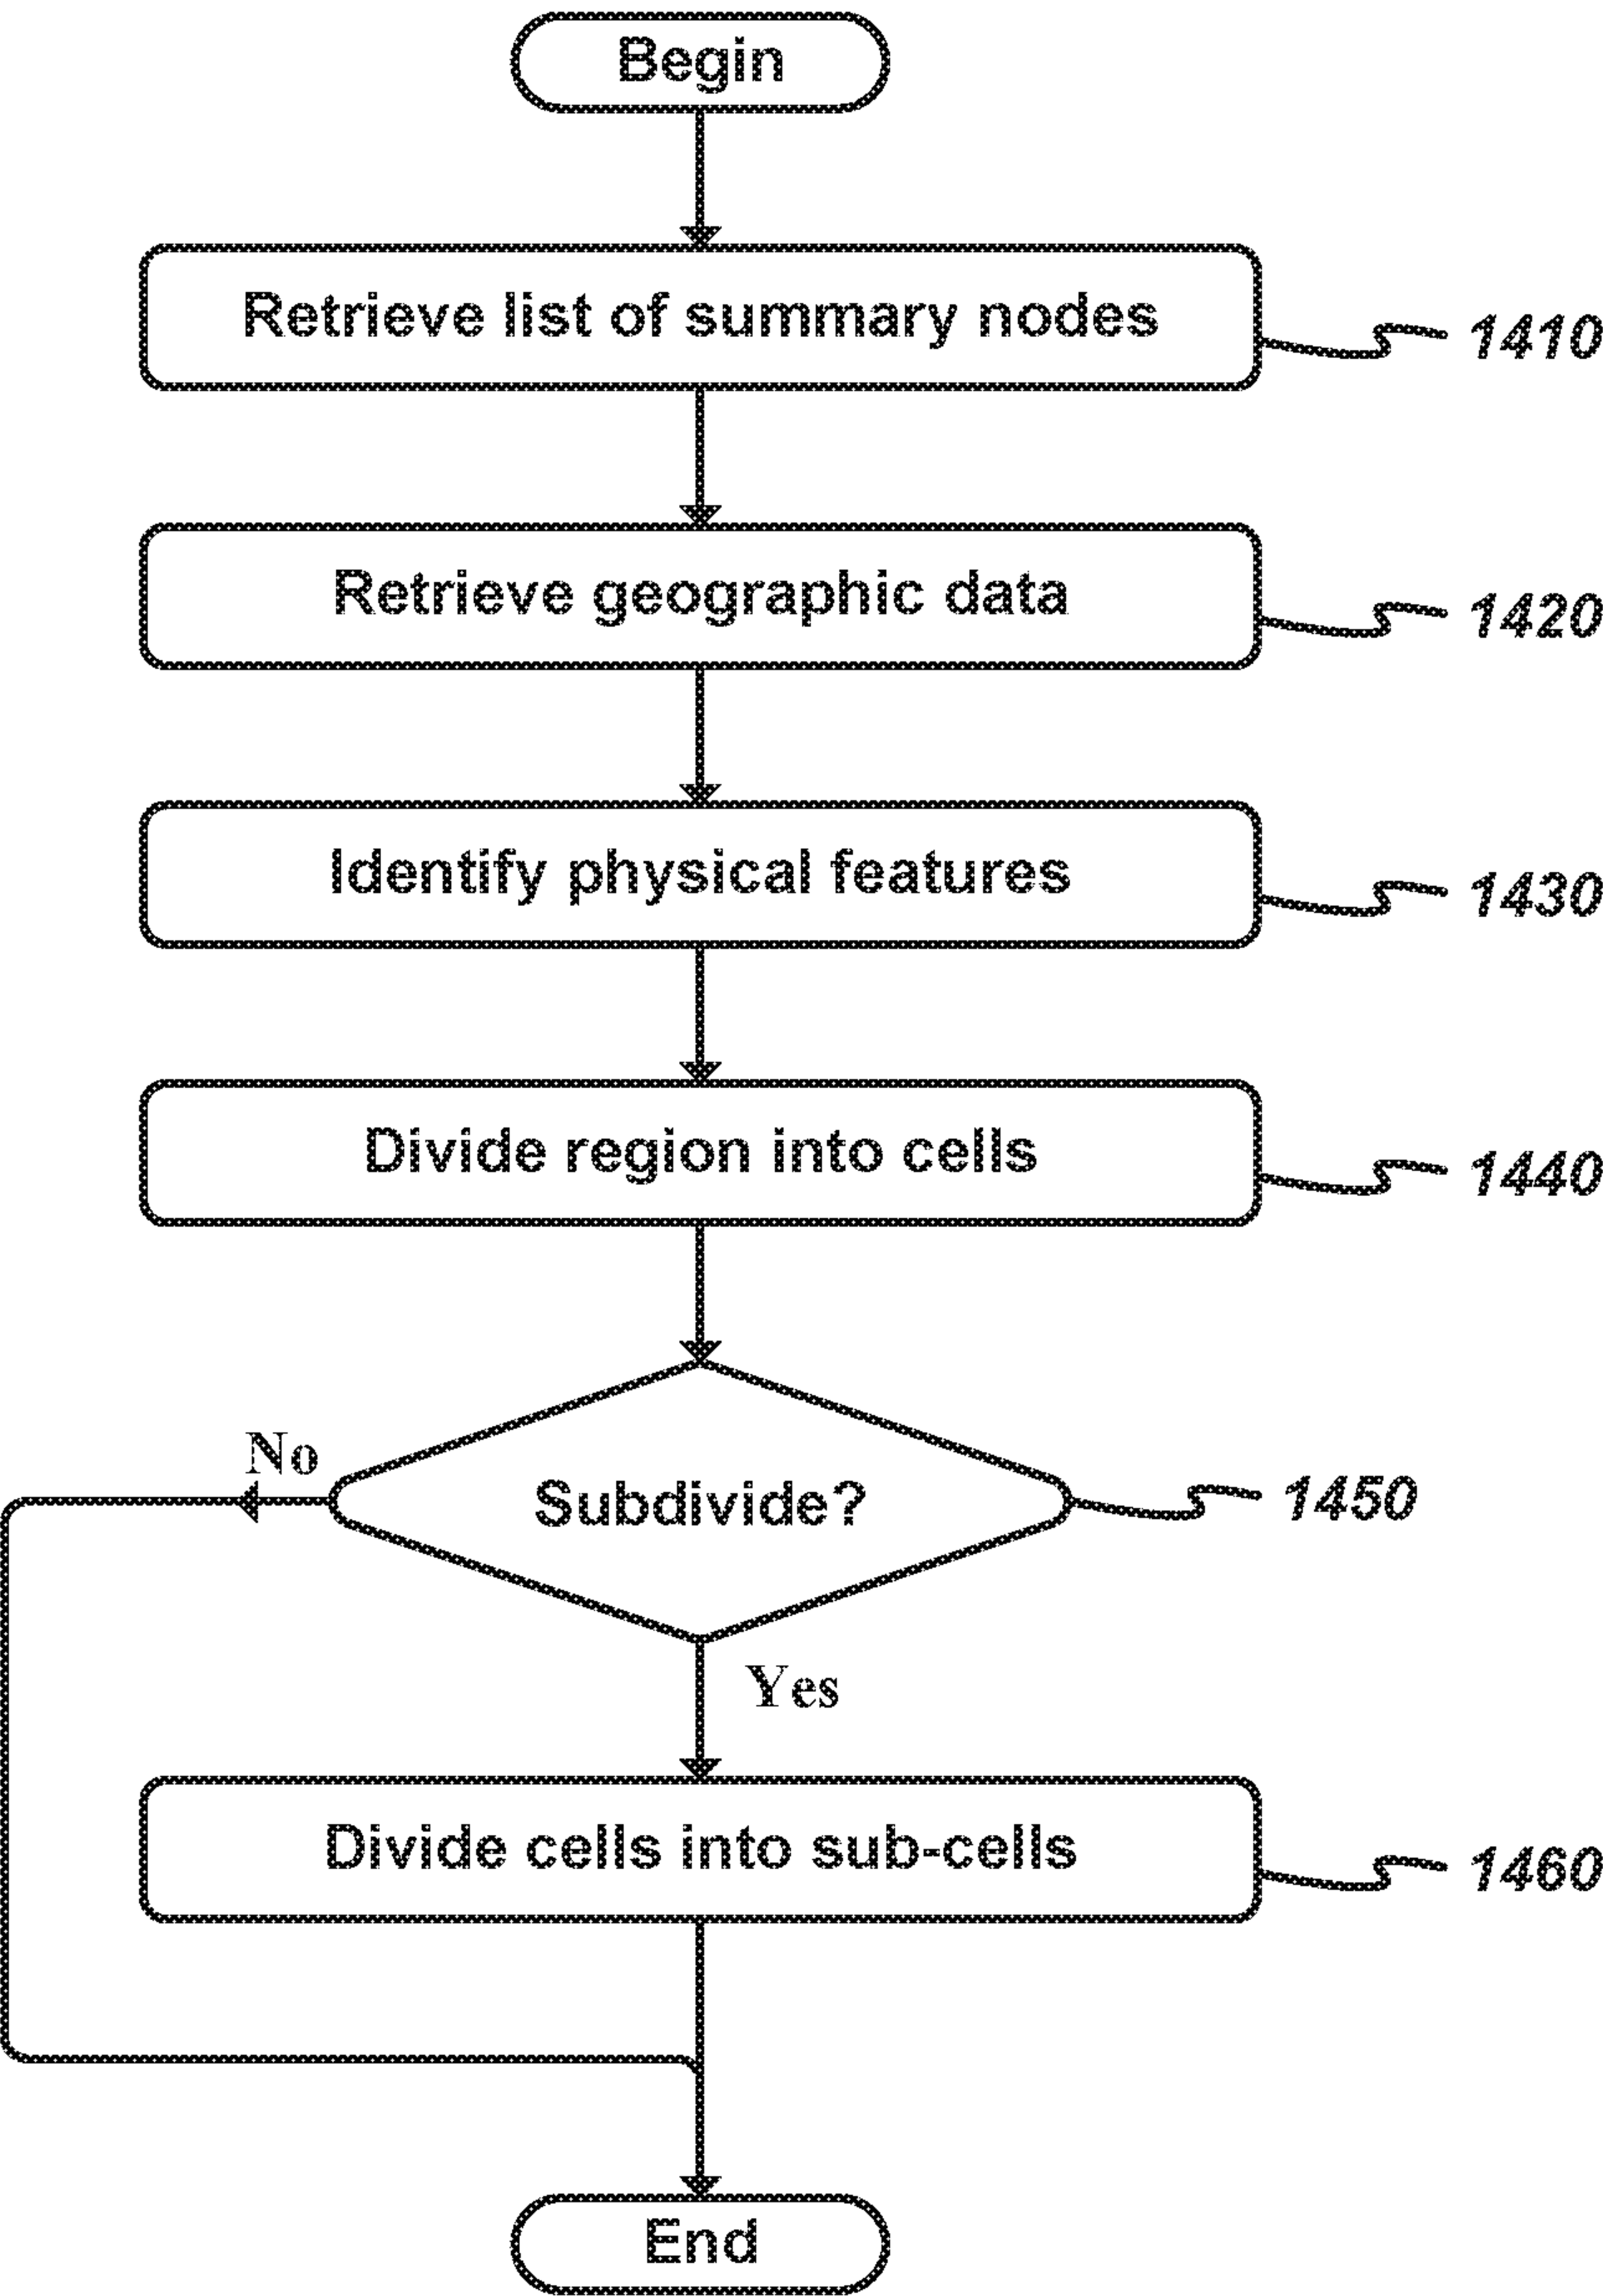 Begin
Retrieve list of summary nodes
1410
Retrieve geographic data
1420
Identify physical features
1430
Divide region into cells
1440
No
Subdivide?
1450
Yes
Divide cells into sub-cells
1460
End